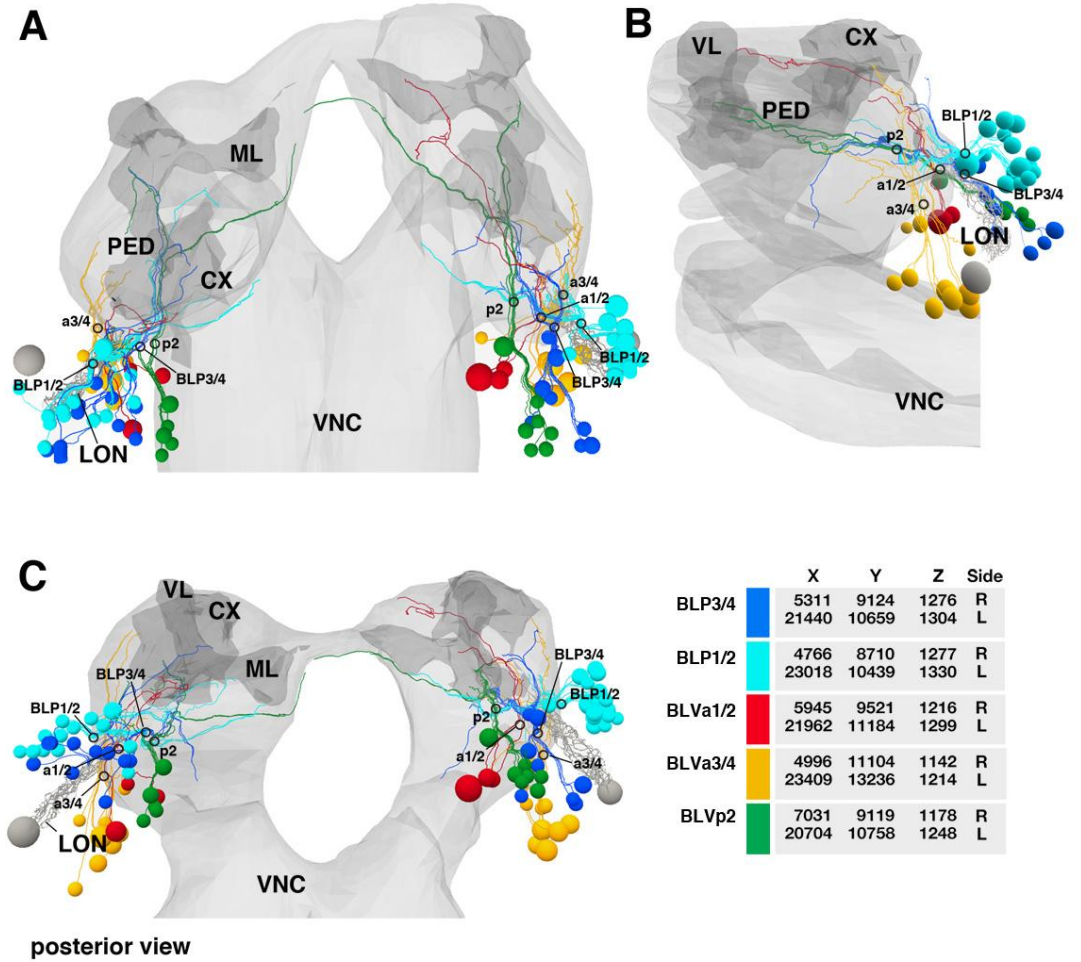 A
ML
PED
CX
a3/4
p2
BLP1/2
BLP3/4
LON
VNC
a3/4
a1/2
p2
BLP1/2
BLP3/4
B
VL
CX
PED
BLP1/2
p2
a1/2
BLP3/4
a3/4
LON
VNC
C
VL
CX
ML
BLP3/4
BLP1/2
p2
a1/2
a3/4
LON
VNC
BLP3/4
BLP1/2
p2
a1/2
a3/4
posterior view
X Y Z Side
BLP3/4 5311 9124 1276 R
21440 10659 1304 L
BLP1/2 4766 8710 1277 R
23018 10439 1330 L
BLVa1/2 5945 9521 1216 R
21962 11184 1299 L
BLVa3/4 4996 11104 1142 R
23409 13236 1214 L
BLVp2 7031 9119 1178 R
20704 10758 1248 L